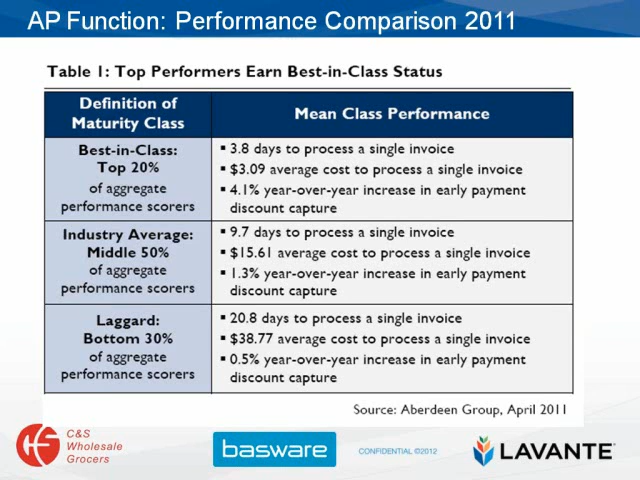 AP Function: Performance Comparison 2011
Table 1: Top Performers Earn Best-in-Class Status
Definition of
Maturity Class
Mean Class Performance
Best-in-Class:
Top 20%
of aggregate
performance scorers
▪ 3.8 days to process a single invoice
▪ $3.09 average cost to process a single invoice
▪ 4.1% year-over-year increase in early payment
discount capture
Industry Average:
Middle 50%
of aggregate
performance scorers
▪ 9.7 days to process a single invoice
▪ $15.61 average cost to process a single invoice
▪ 1.3% year-over-year increase in early payment
discount capture
Laggard:
Bottom 30%
of aggregate
performance scorers
▪ 20.8 days to process a single invoice
▪ $38.77 average cost to process a single invoice
▪ 0.5% year-over-year increase in early payment
discount capture
Source: Aberdeen Group, April 2011
C&S
Wholesale
Grocers
basware
CONFIDENTIAL ©2012
LAVANTE